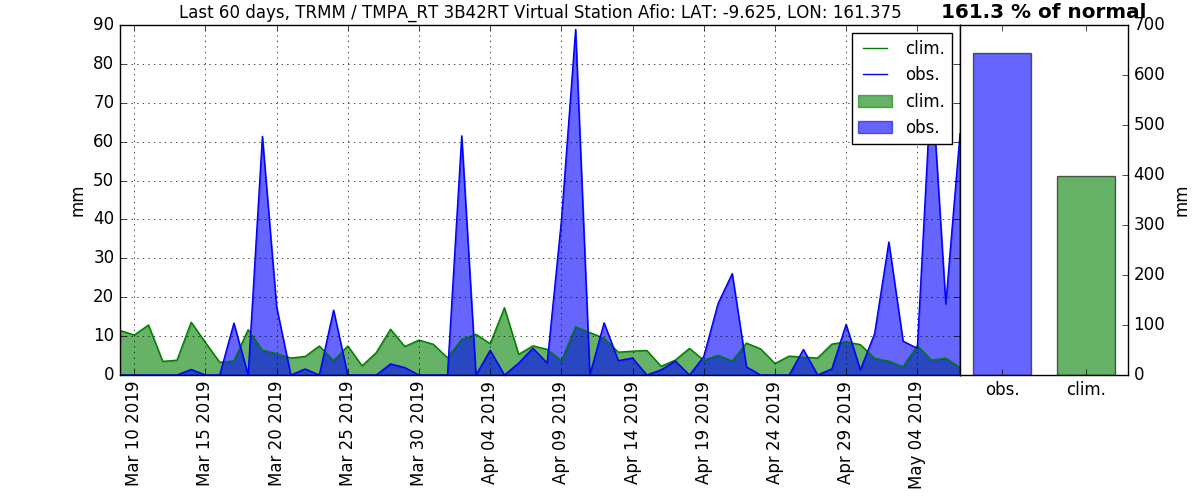 Last 60 days, TRMM / TMPA_RT 3B42RT Virtual Station Afio: LAT: -9.625, LON: 161.375
161.3 % of normal
90
80
70
60
50
40
30
20
10
0
mm
clim.
obs.
clim.
obs.
Mar 10 2019
Mar 15 2019
Mar 20 2019
Mar 25 2019
Mar 30 2019
Apr 04 2019
Apr 09 2019
Apr 14 2019
Apr 19 2019
Apr 24 2019
Apr 29 2019
May 04 2019
700
600
500
400
300
200
100
0
mm
obs.
clim.